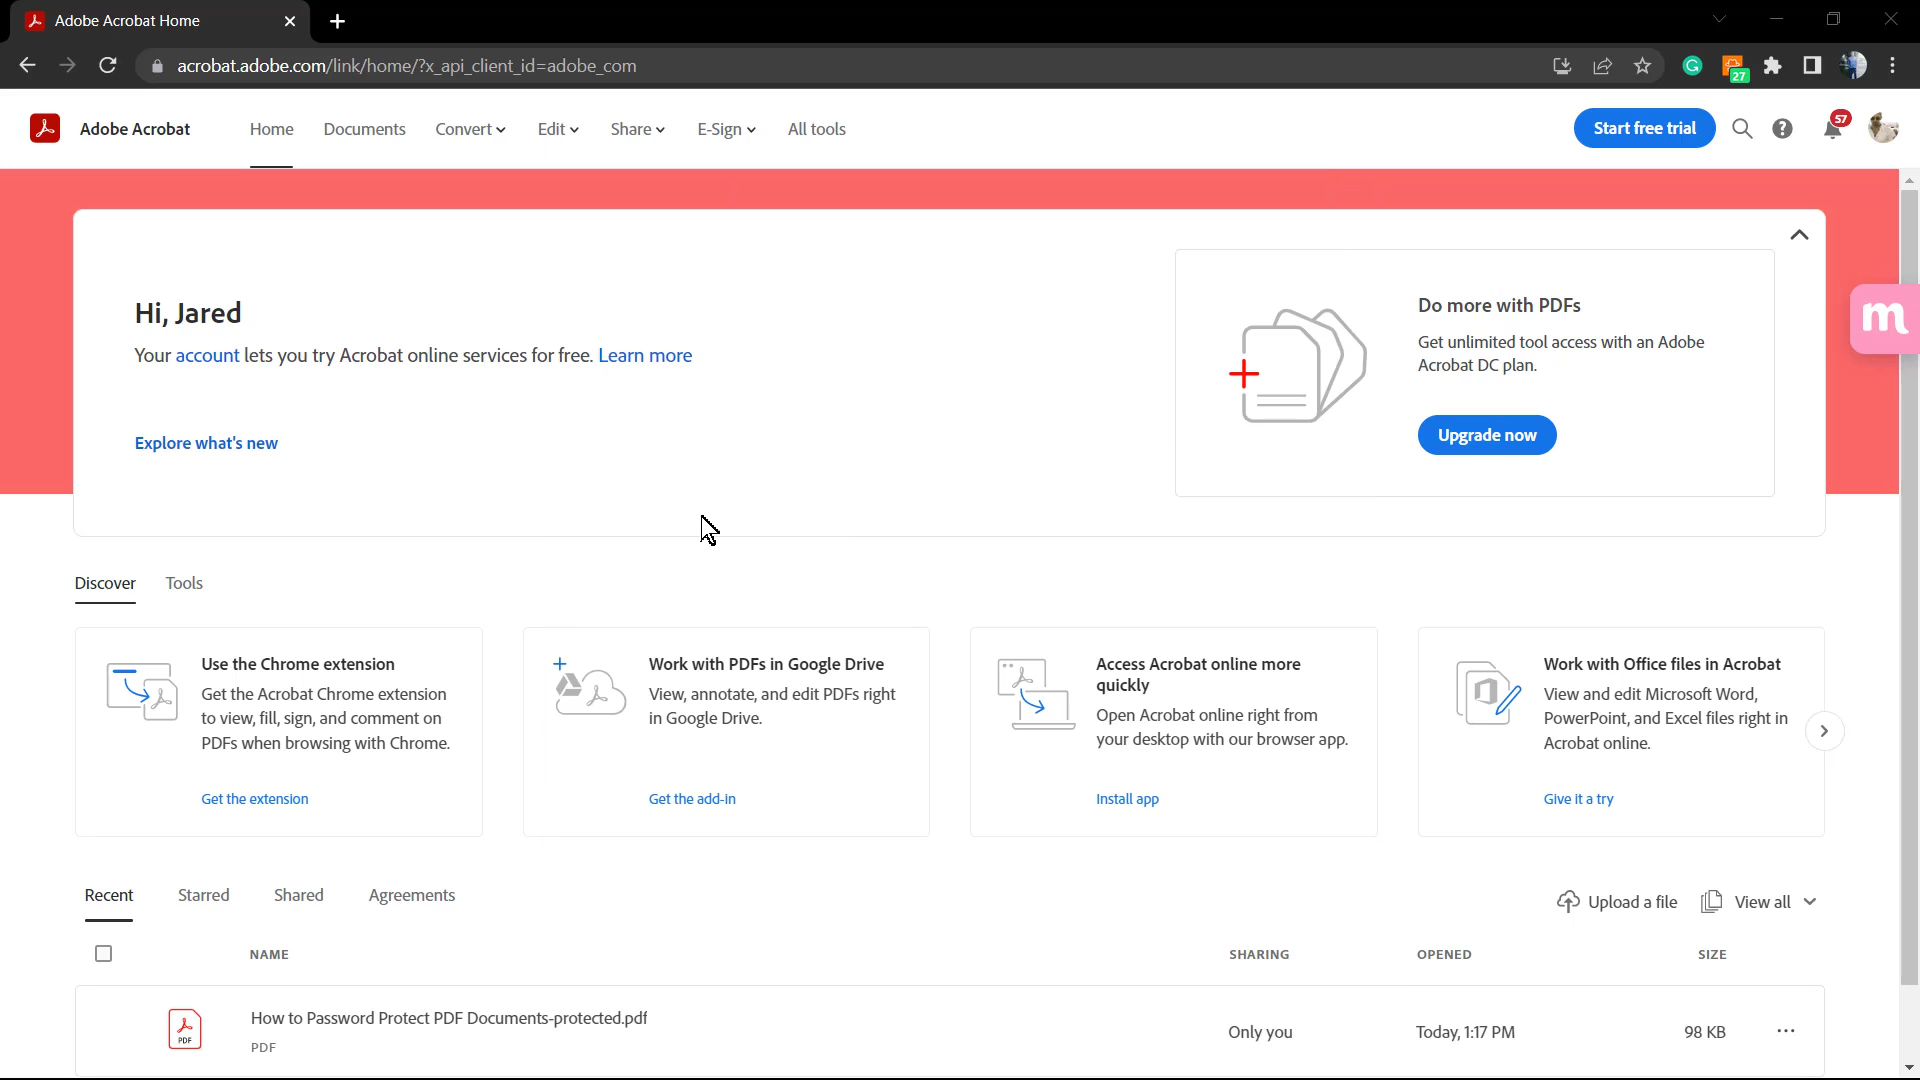 Adobe Acrobat Home
acrobat.adobe.com/link/home/?x_api_client_id=adobe_com
27
Adobe Acrobat
Home
Documents
Convert
Edit
Share
E-Sign
All tools
Start free trial
57
Hi, Jared
Your account lets you try Acrobat online services for free. Learn more
Explore what's new
Do more with PDFs
Get unlimited tool access with an Adobe
Acrobat DC plan.
Upgrade now
m
Discover
Tools
Use the Chrome extension
Get the Acrobat Chrome extension
to view, fill, sign, and comment on
PDFs when browsing with Chrome.
Get the extension
Work with PDFs in Google Drive
View, annotate, and edit PDFs right
in Google Drive.
Get the add-in
Access Acrobat online more
quickly
Open Acrobat online right from
your desktop with our browser app.
Install app
Work with Office files in Acrobat
View and edit Microsoft Word,
PowerPoint, and Excel files right in
Acrobat online.
Give it a try
Recent
Starred
Shared
Agreements
Upload a file
View all
NAME
SHARING
OPENED
SIZE
PDF
How to Password Protect PDF Documents-protected.pdf
PDF
Only you
Today, 1:17 PM
98 KB